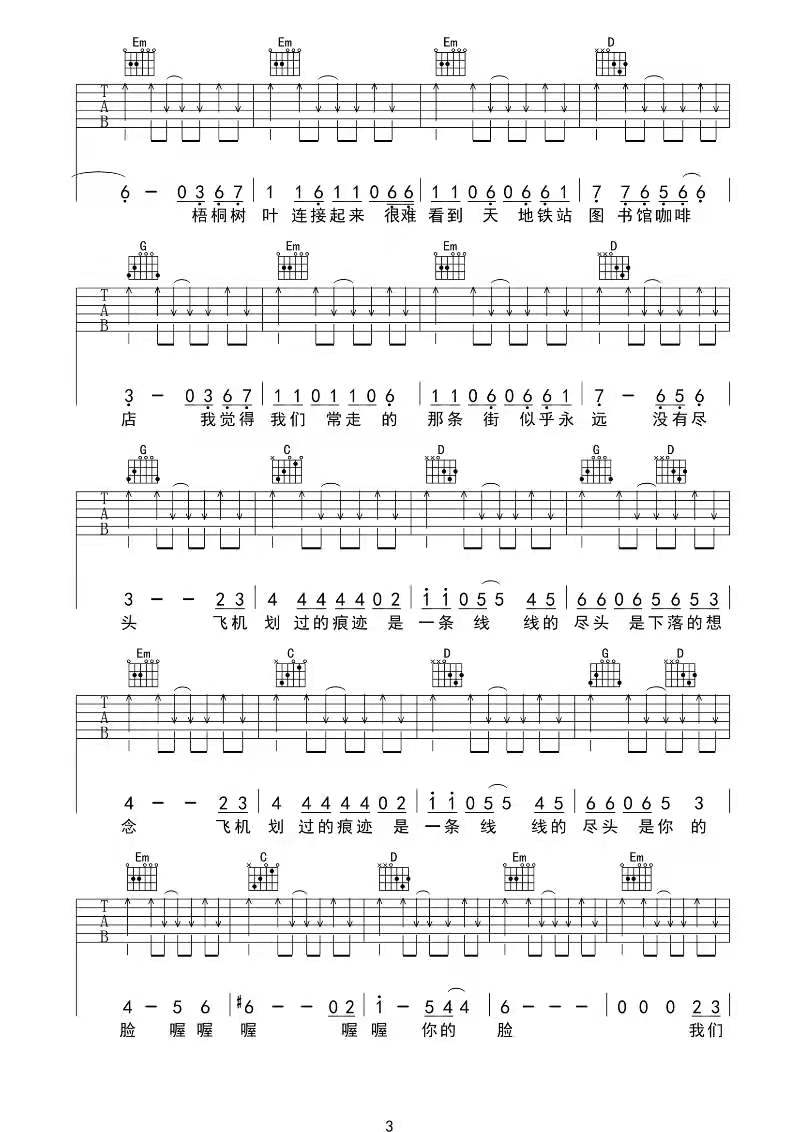 Em Em Em D
T
A
B
6 - 0 3 6 7 | 1 1 6 1 1 0 6 6 | 1 1 0 6 0 6 6 1 | 7 7 6 5 6 6
梧桐树 叶 连接起来 很难 看到 天 地铁站 图 书馆咖啡
G Em Em D
T
A
B
3 - 0 3 6 7 | 1 1 0 1 1 0 6 | 1 1 0 6 0 6 6 1 | 7 - 6 5 6
店 我觉得 我们 常走 的 那条 街 似乎永 远 没有尽
G C D G D
T
A
B
3 - - 2 3 | 4 4 4 4 4 0 2 | 1 1 0 5 5 4 5 | 6 6 0 6 5 6 5 3
头 飞机 划 过的痕迹 是 一条 线 线的 尽头 是下落的想
Em C D G D
T
A
B
4 - - 2 3 | 4 4 4 4 4 0 2 | 1 1 0 5 5 4 5 | 6 6 0 6 5 3
念 飞机 划 过的痕迹 是 一条 线 线的 尽头 是你 的
Em C D Em Em
T
A
B
4 - 5 6 | #6 - - 0 2 | 1 - 5 4 4 | 6 - - - | 0 0 0 2 3
脸 喔 喔 喔 喔 喔 你的 脸 我们
3